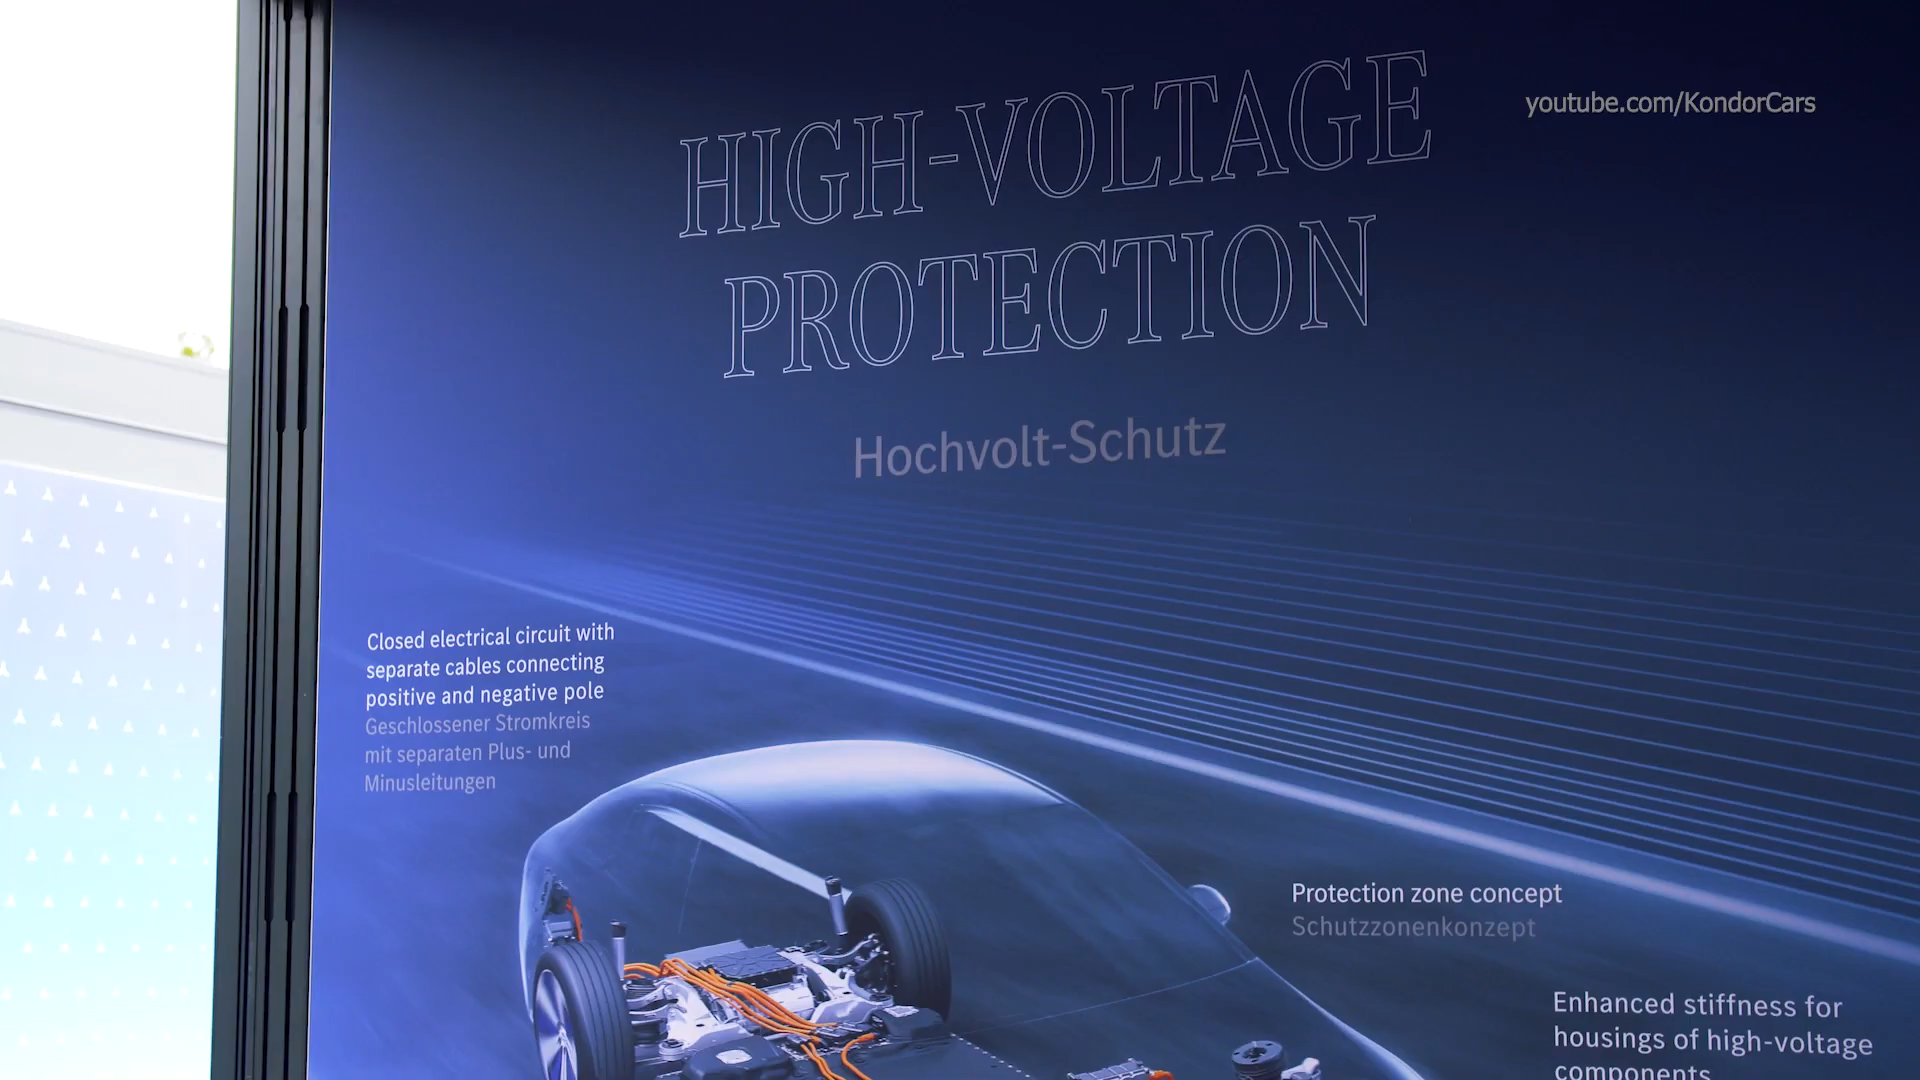 youtube.com/KondorCars
HIGH-VOLTAGE
PROTECTION
Hochvolt-Schutz
Closed electrical circuit with
separate cables connecting
positive and negative pole
Geschlossener Stromkreis
mit separaten Plus- und
Minusleitungen
Protection zone concept
Schutzzonenkonzept
Enhanced stiffness for
housings of high-voltage
components